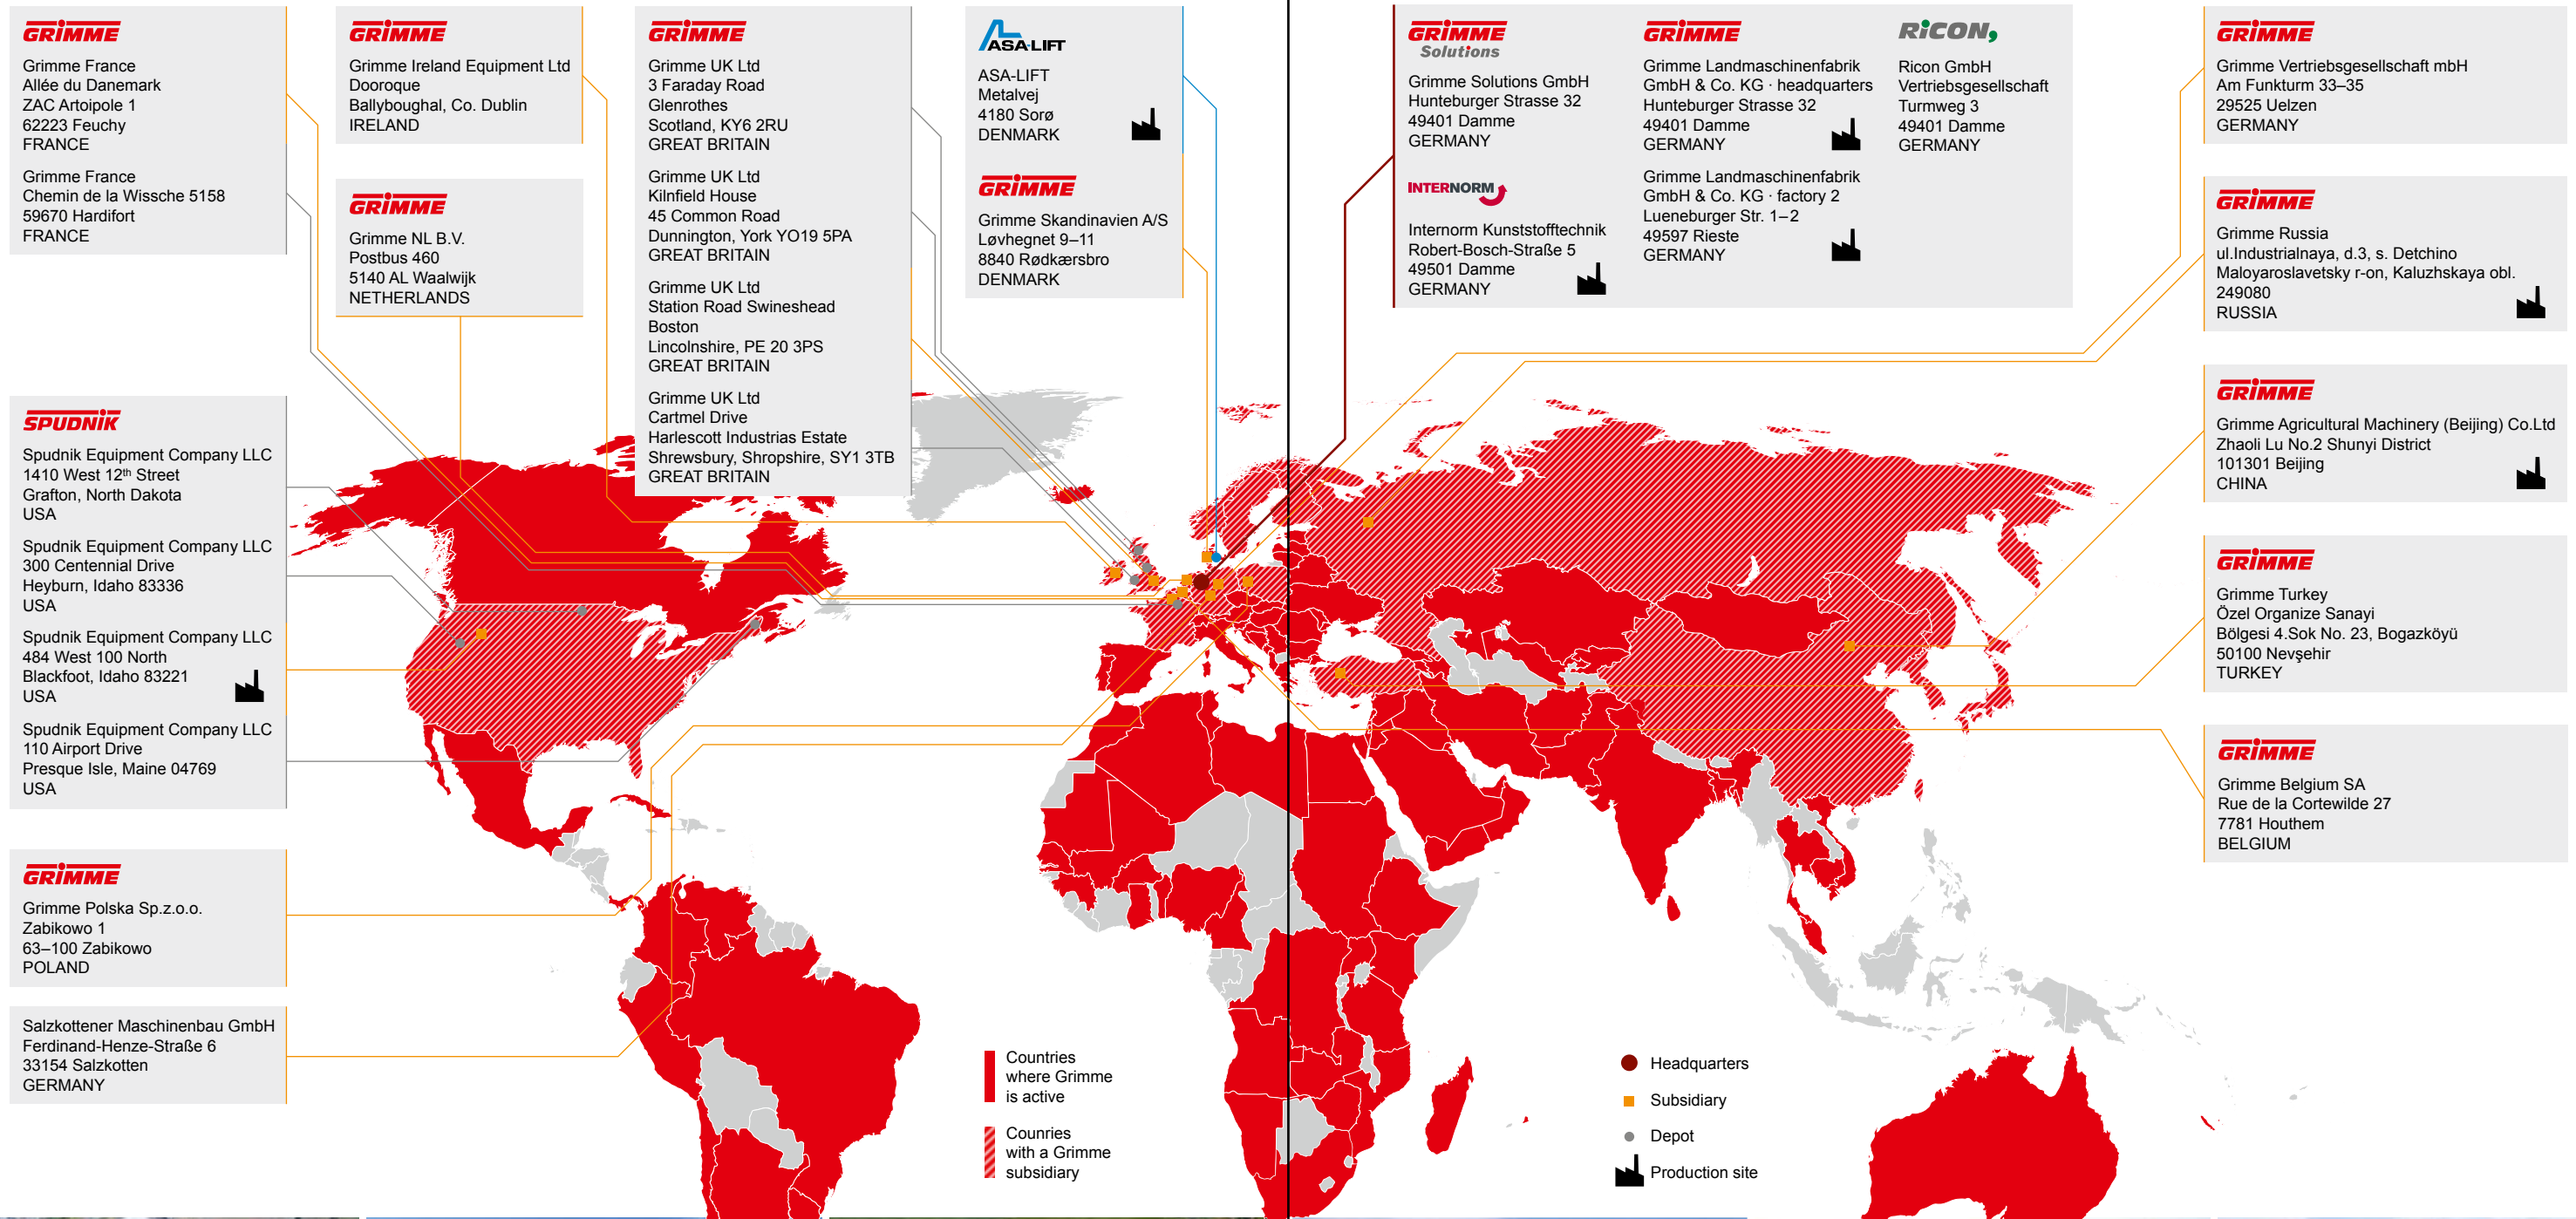 GRIMME
Grimme France
Allée du Danemark
ZAC Artoipole 1
62223 Feuchy
FRANCE
Grimme France
Chemin de la Wissche 5158
59670 Hardifort
FRANCE
GRIMME
Grimme Ireland Equipment Ltd
Dooroque
Ballyboughal, Co. Dublin
IRELAND
GRIMME
Grimme NL B.V.
Postbus 460
5140 AL Waalwijk
NETHERLANDS
GRIMME
Grimme UK Ltd
3 Faraday Road
Glenrothes
Scotland, KY6 2RU
GREAT BRITAIN
Grimme UK Ltd
Kilnfield House
45 Common Road
Dunnington, York YO19 5PA
GREAT BRITAIN
Grimme UK Ltd
Station Road Swineshead
Boston
Lincolnshire, PE 20 3PS
GREAT BRITAIN
Grimme UK Ltd
Cartmel Drive
Harlescott Industrias Estate
Shrewsbury, Shropshire, SY1 3TB
GREAT BRITAIN
ASA-LIFT
ASA-LIFT
Metalvej
4180 Sorø
DENMARK
GRIMME
Grimme Skandinavien A/S
Løvhegnet 9–11
8840 Rødkærsbro
DENMARK
GRIMME
Solutions
Grimme Solutions GmbH
Hunteburger Strasse 32
49401 Damme
GERMANY
INTERNORM
Internorm Kunststofftechnik
Robert-Bosch-Straße 5
49501 Damme
GERMANY
GRIMME
Grimme Landmaschinenfabrik
GmbH & Co. KG · headquarters
Hunteburger Strasse 32
49401 Damme
GERMANY
Grimme Landmaschinenfabrik
GmbH & Co. KG · factory 2
Lueneburger Str. 1–2
49597 Rieste
GERMANY
RICON,
Ricon GmbH
Vertriebsgesellschaft
Turmweg 3
49401 Damme
GERMANY
GRIMME
Grimme Vertriebsgesellschaft mbH
Am Funkturm 33–35
29525 Uelzen
GERMANY
GRIMME
Grimme Russia
ul.Industrialnaya, d.3, s. Detchino
Maloyaroslavetsky r-on, Kaluzhskaya obl.
249080
RUSSIA
GRIMME
Grimme Agricultural Machinery (Beijing) Co.Ltd
Zhaoli Lu No.2 Shunyi District
101301 Beijing
CHINA
GRIMME
Grimme Turkey
Özel Organize Sanayi
Bölgesi 4.Sok No. 23, Bogazköyü
50100 Nevşehir
TURKEY
GRIMME
Grimme Belgium SA
Rue de la Cortewilde 27
7781 Houthem
BELGIUM
SPUDNIK
Spudnik Equipment Company LLC
1410 West 12th Street
Grafton, North Dakota
USA
Spudnik Equipment Company LLC
300 Centennial Drive
Heyburn, Idaho 83336
USA
Spudnik Equipment Company LLC
484 West 100 North
Blackfoot, Idaho 83221
USA
Spudnik Equipment Company LLC
110 Airport Drive
Presque Isle, Maine 04769
USA
GRIMME
Grimme Polska Sp.z.o.o.
Zabikowo 1
63–100 Zabikowo
POLAND
Salzkottener Maschinenbau GmbH
Ferdinand-Henze-Straße 6
33154 Salzkotten
GERMANY
Countries
where Grimme
is active
Counries
with a Grimme
subsidiary
Headquarters
Subsidiary
Depot
Production site